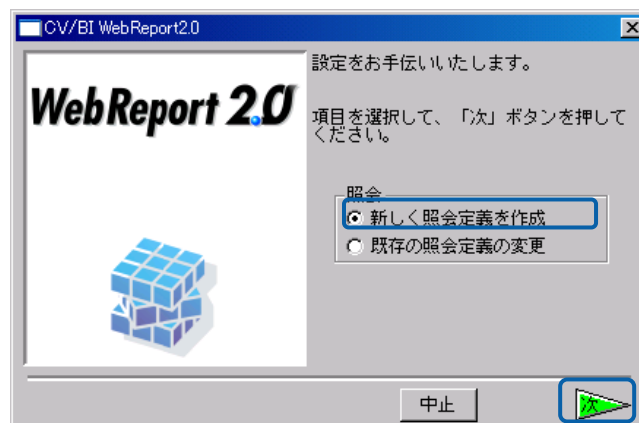 CV/BI WebReport2.0
WebReport 2.0
設定をお手伝いいたします。
項目を選択して、「次」ボタンを押して
ください。
照会
新しく照会定義を作成
既存の照会定義の変更
中止
次